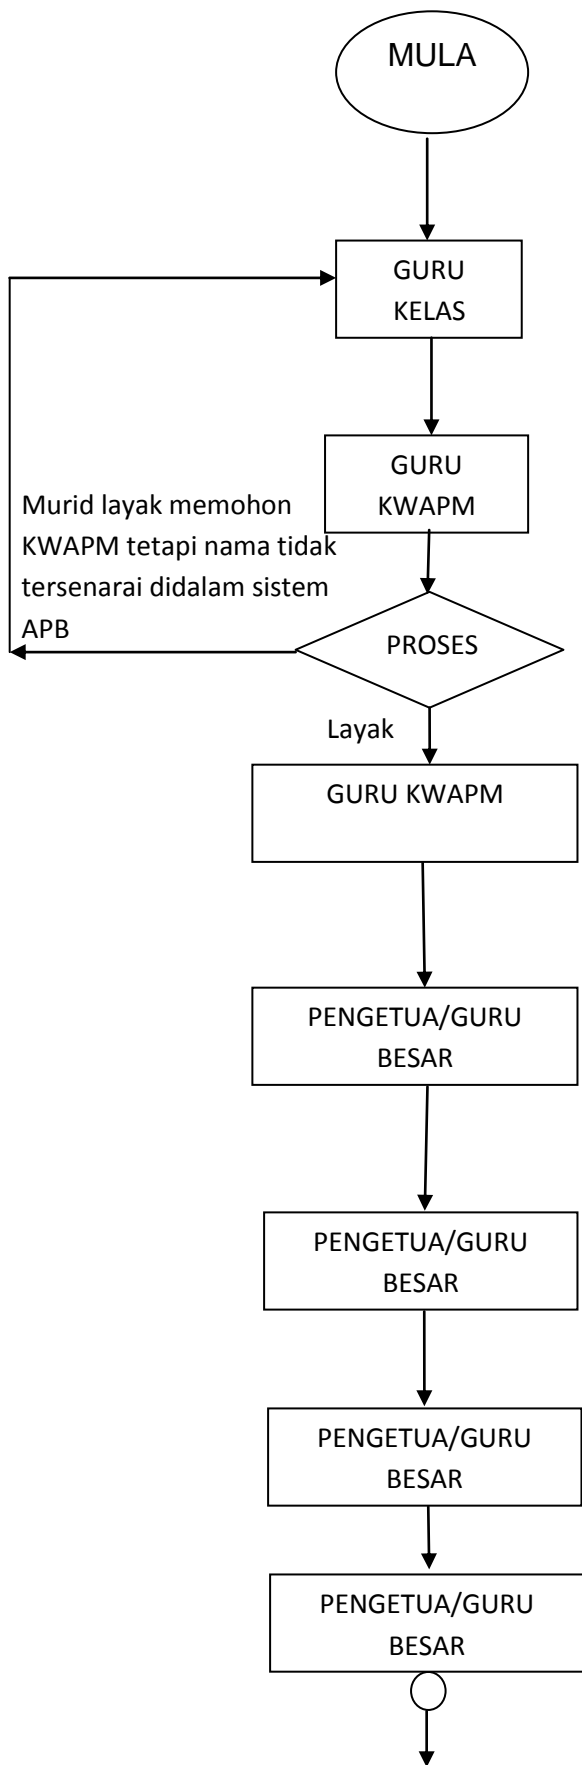 MULA
GURU
KELAS
GURU
KWAPM
Murid layak memohon
KWAPM tetapi nama tidak
tersenarai didalam sistem
APB
PROSES
Layak
GURU KWAPM
PENGETUA/GURU
BESAR
PENGETUA/GURU
BESAR
PENGETUA/GURU
BESAR
PENGETUA/GURU
BESAR